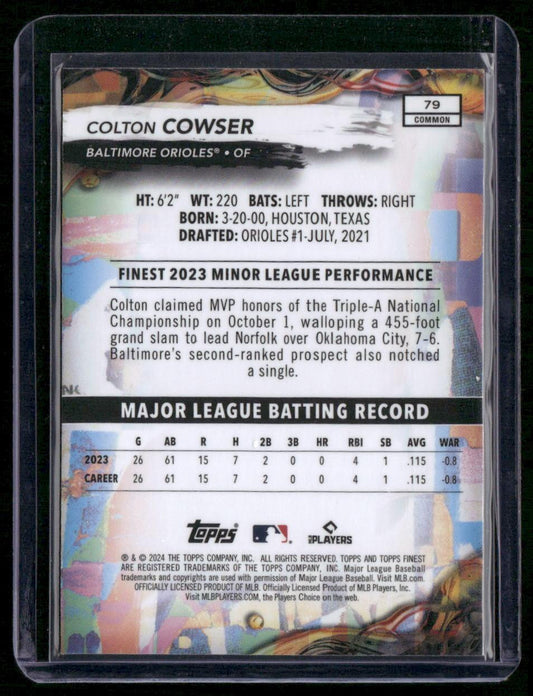 79
COMMON
COLTON COWSER
BALTIMORE ORIOLES® • OF
HT: 6'2" WT: 220 BATS: LEFT THROWS: RIGHT
BORN: 3-20-00, HOUSTON, TEXAS
DRAFTED: ORIOLES #1-JULY, 2021
FINEST 2023 MINOR LEAGUE PERFORMANCE
Colton claimed MVP honors of the Triple-A National
Championship on October 1, walloping a 455-foot
grand slam to lead Norfolk over Oklahoma City, 7-6.
Baltimore's second-ranked prospect also notched
a single.
MAJOR LEAGUE BATTING RECORD
G AB R H 2B 3B HR RBI SB AVG WAR
2023 26 61 15 7 2 0 0 4 1 .115 -0.8
CAREER 26 61 15 7 2 0 0 4 1 .115 -0.8
Topps PLAYERS
® & © 2024 THE TOPPS COMPANY, INC. ALL RIGHTS RESERVED. TOPPS AND TOPPS FINEST
ARE REGISTERED TRADEMARKS OF THE TOPPS COMPANY, INC. Major League Baseball
trademarks and copyrights are used with permission of Major League Baseball. Visit MLB.com.
OFFICIALLY LICENSED PRODUCT OF MLB. Officially Licensed Product of MLB Players, Inc.
Visit MLBPLAYERS.COM, the Players Choice on the web.